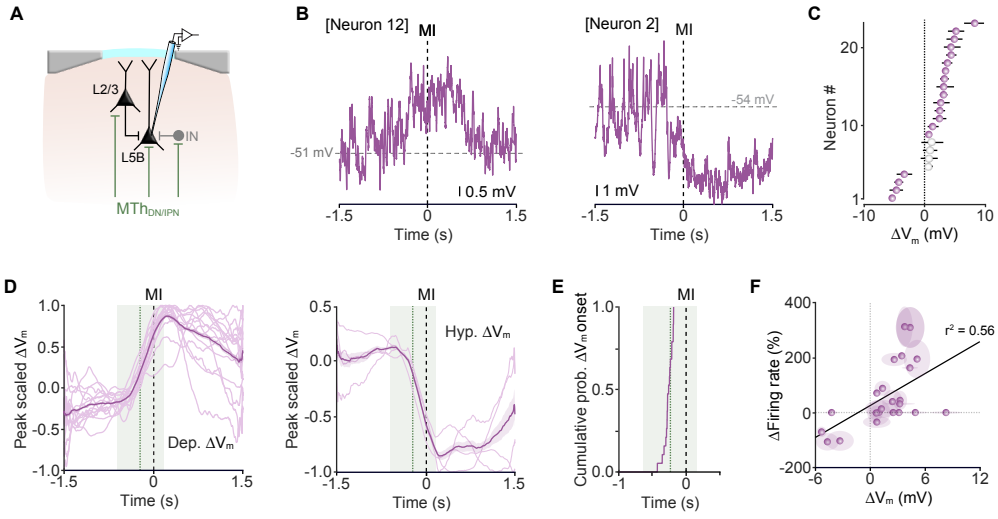 A
L2/3
L5B
IN
MTh_DN/IPN
B
[Neuron 12]
MI
-51 mV
0.5 mV
-1.5
0
1.5
Time (s)
[Neuron 2]
MI
-54 mV
1 mV
-1.5
0
1.5
Time (s)
C
Neuron #
20
10
1
-10
0
10
ΔVm (mV)
D
MI
Peak scaled ΔVm
1.0
0.5
0.0
-0.5
-1.0
Dep. ΔVm
-1.5
0
1.5
Time (s)
MI
Peak scaled ΔVm
0.5
0.0
-0.5
-1.0
Hyp. ΔVm
-1.5
0
1.5
Time (s)
E
MI
Cumulative prob. ΔVm onset
1.0
0.5
0.0
-1
0
Time (s)
F
ΔFiring rate (%)
400
200
0
-200
r² = 0.56
-6
0
6
12
ΔVm (mV)